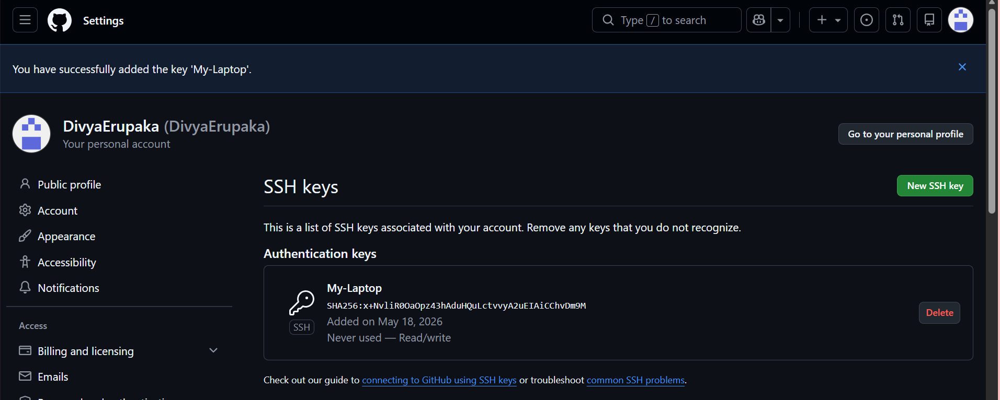 Settings
Type / to search
You have successfully added the key 'My-Laptop'.
DivyaErupaka (DivyaErupaka)
Your personal account
Go to your personal profile
Public profile
Account
Appearance
Accessibility
Notifications
Access
Billing and licensing
Emails
SSH keys
New SSH key
This is a list of SSH keys associated with your account. Remove any keys that you do not recognize.
Authentication keys
SSH
My-Laptop
SHA256:x+NvliR0OaOpz43hAduHQuLctvvyA2uEIAiCChvDm9M
Added on May 18, 2026
Never used — Read/write
Delete
Check out our guide to connecting to GitHub using SSH keys or troubleshoot common SSH problems.